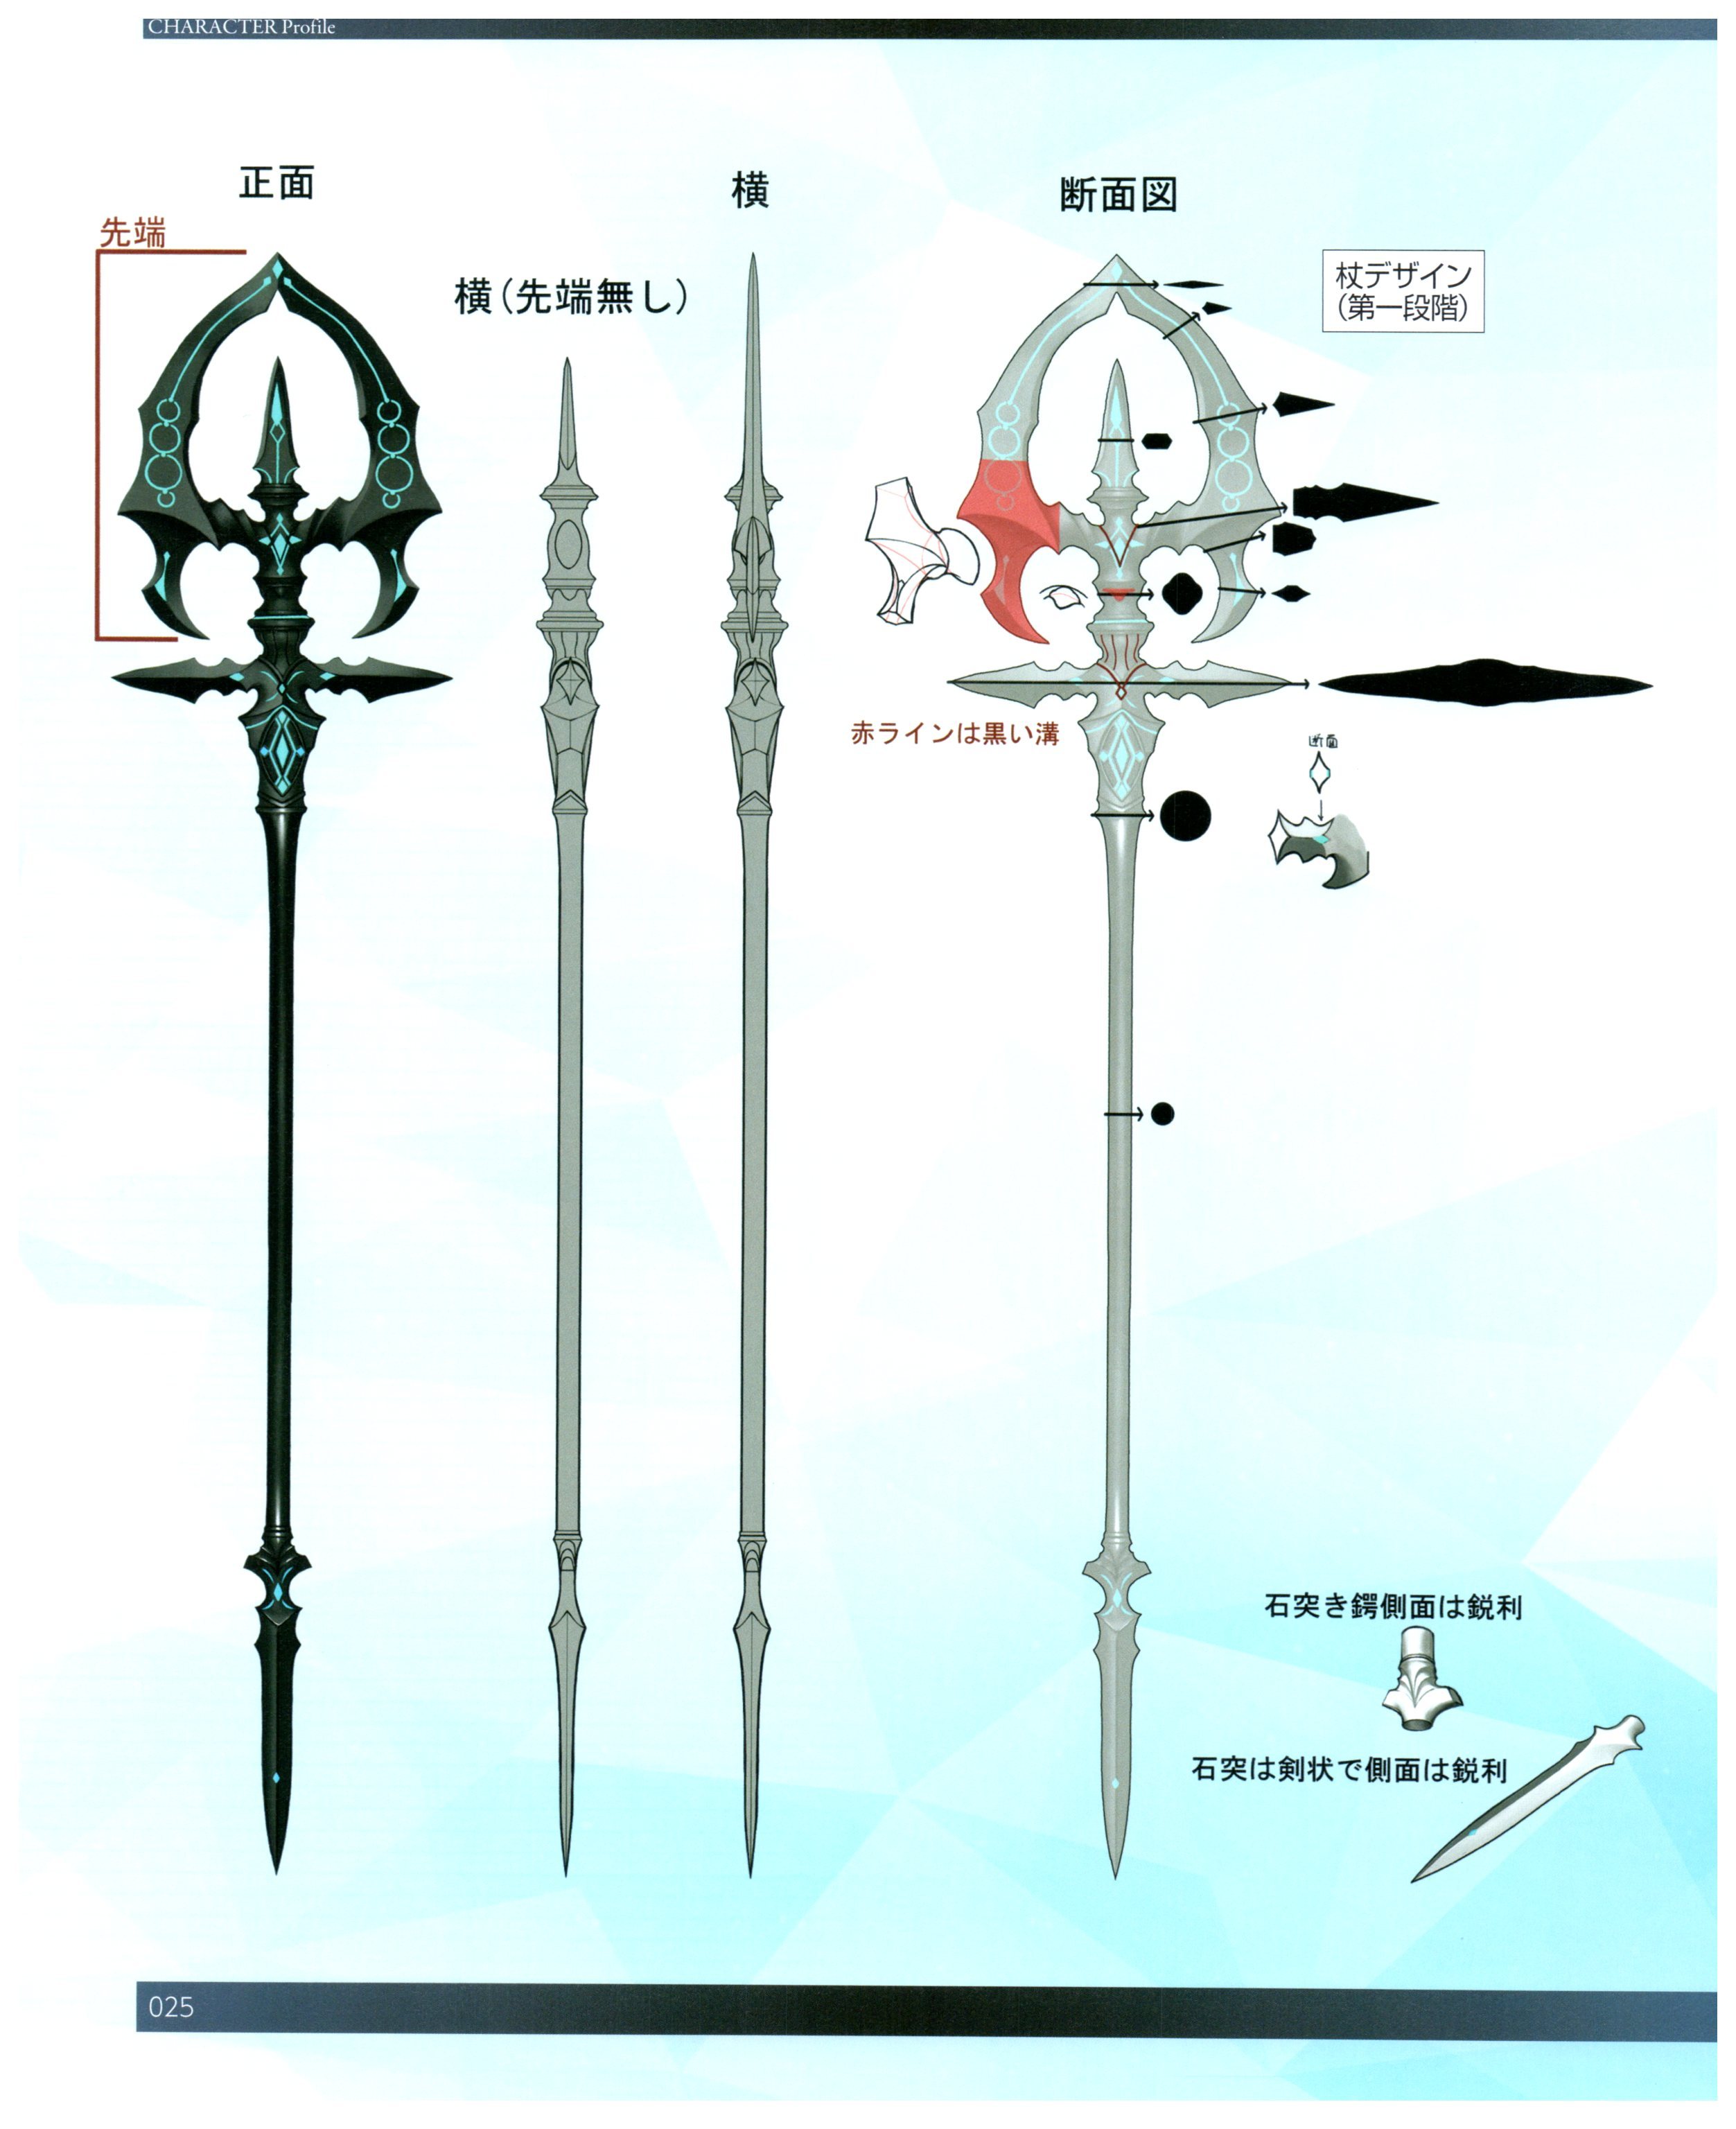 CHARACTER Profile
正面
横
断面図
先端
横(先端無し)
杖デザイン
(第一段階)
赤ラインは黒い溝
断面
石突き鍔側面は鋭利
石突は剣状で側面は鋭利
025